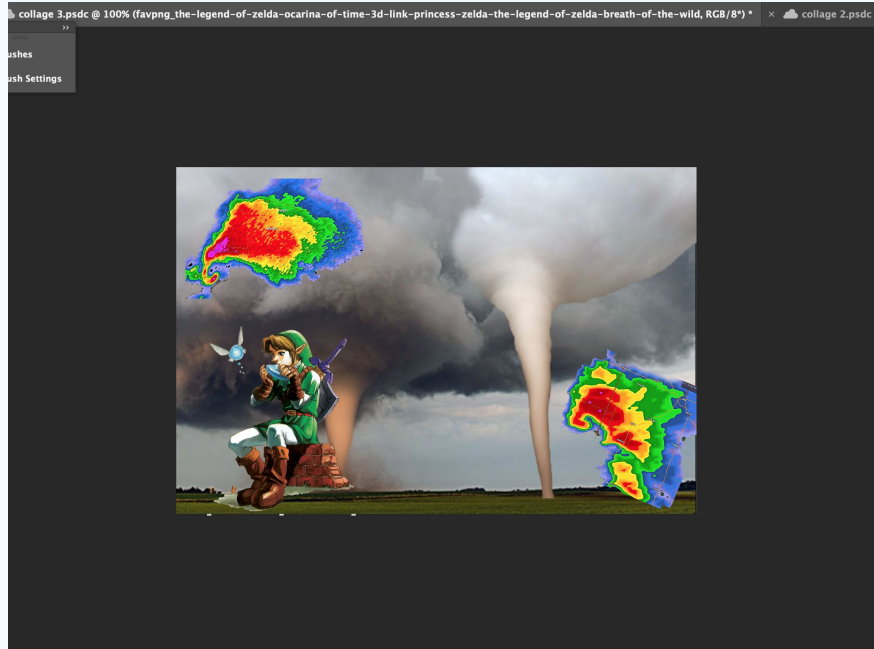 collage 3.psdc @ 100% (favpng_the-legend-of-zelda-ocarina-of-time-3d-link-princess-zelda-the-legend-of-zelda-breath-of-the-wild, RGB/8*) *
× collage 2.psdc
ushes
ush Settings